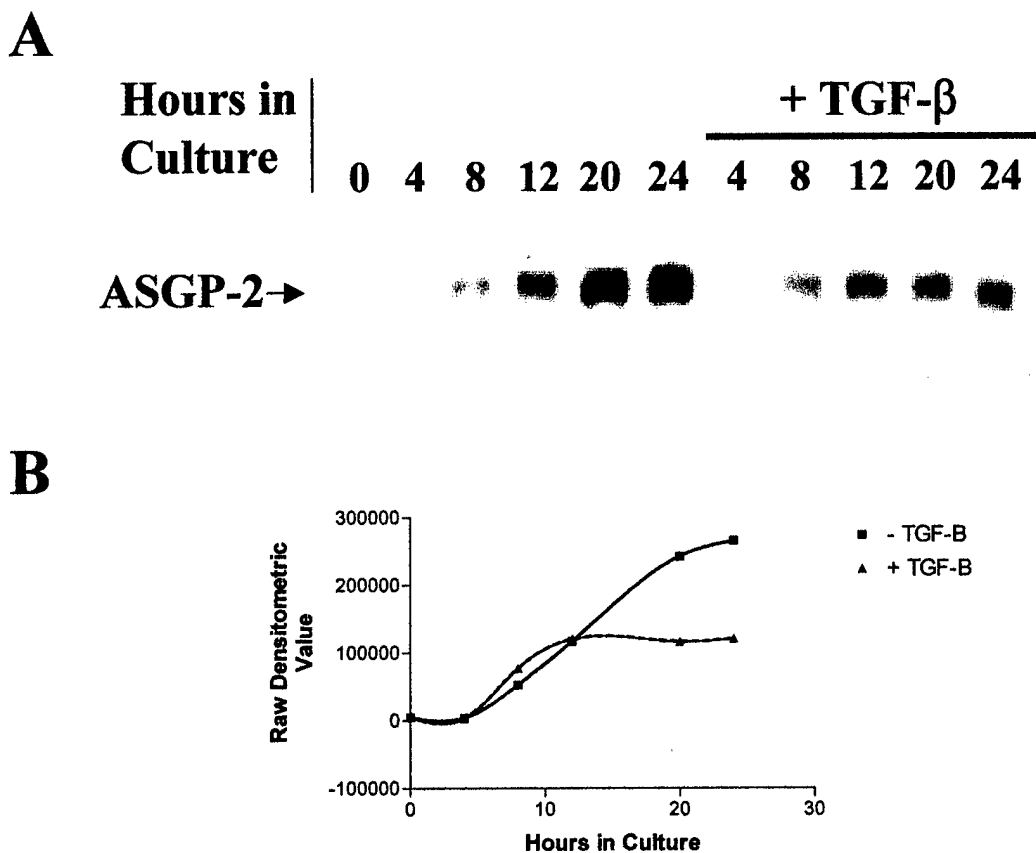 A
Hours in
Culture
+ TGF-β
0 4 8 12 20 24 4 8 12 20 24
ASGP-2
B
300000
200000
100000
0
-100000
Raw Densitometric
Value
0 10 20 30
Hours in Culture
- TGF-B
+ TGF-B